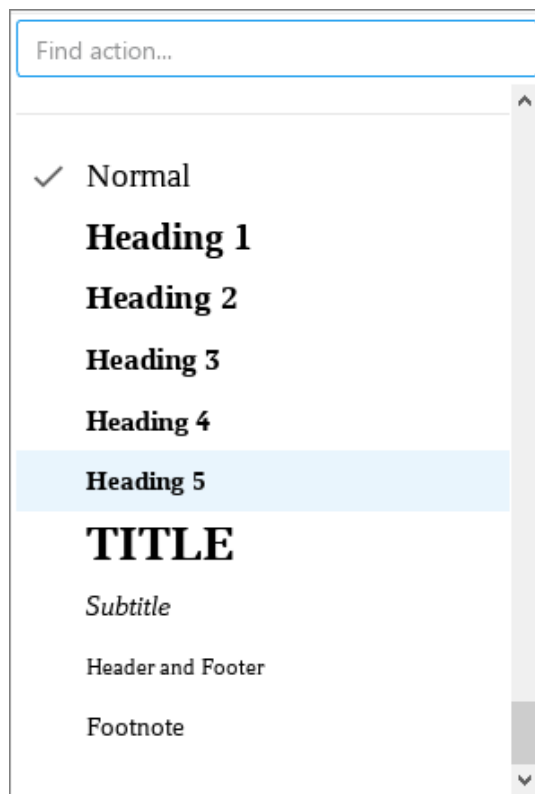 Find action...
Normal
Heading 1
Heading 2
Heading 3
Heading 4
Heading 5
TITLE
Subtitle
Header and Footer
Footnote